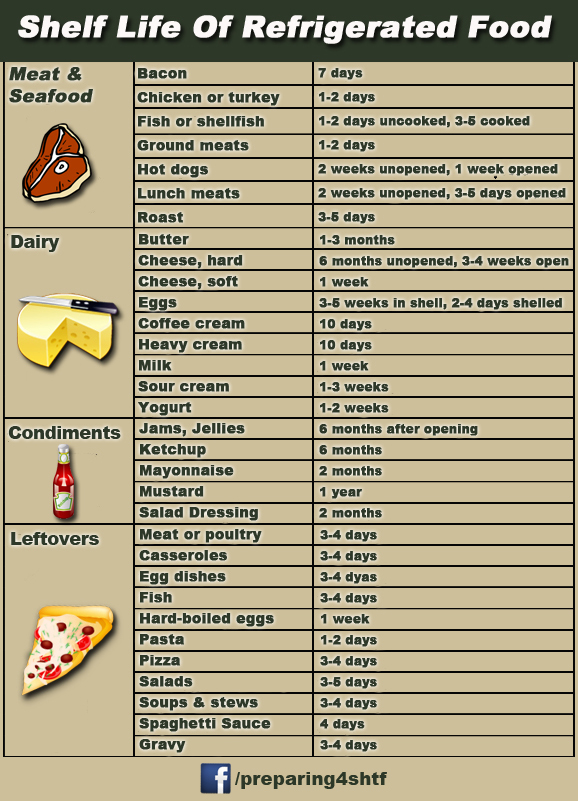 Shelf Life Of Refrigerated Food
Meat &
Seafood
Bacon 7 days
Chicken or turkey 1-2 days
Fish or shellfish 1-2 days uncooked, 3-5 cooked
Ground meats 1-2 days
Hot dogs 2 weeks unopened, 1 week opened
Lunch meats 2 weeks unopened, 3-5 days opened
Roast 3-5 days
Dairy
Butter 1-3 months
Cheese, hard 6 months unopened, 3-4 weeks open
Cheese, soft 1 week
Eggs 3-5 weeks in shell, 2-4 days shelled
Coffee cream 10 days
Heavy cream 10 days
Milk 1 week
Sour cream 1-3 weeks
Yogurt 1-2 weeks
Condiments
Jams, Jellies 6 months after opening
Ketchup 6 months
Mayonnaise 2 months
Mustard 1 year
Salad Dressing 2 months
Leftovers
Meat or poultry 3-4 days
Casseroles 3-4 days
Egg dishes 3-4 dyas
Fish 3-4 days
Hard-boiled eggs 1 week
Pasta 1-2 days
Pizza 3-4 days
Salads 3-5 days
Soups & stews 3-4 days
Spaghetti Sauce 4 days
Gravy 3-4 days
f /preparing4shtf